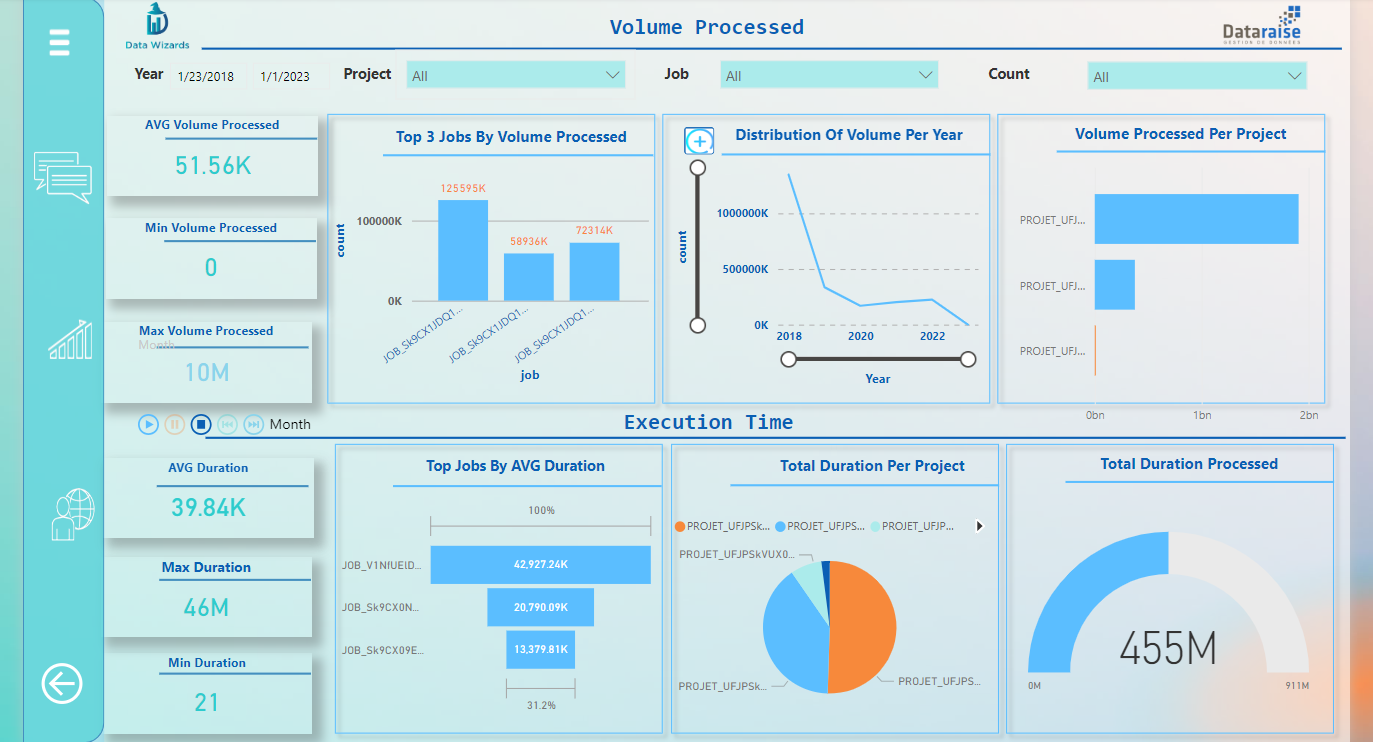 Volume Processed
Data Wizards
Dataraise
GESTION DE DONNÉES
Year
1/23/2018
1/1/2023
Project
All
Job
All
Count
All
AVG Volume Processed
51.56K
Min Volume Processed
0
Max Volume Processed
Month
10M
Top 3 Jobs By Volume Processed
125595K
58936K
72314K
100000K
0K
count
JOB_Sk9CX1JDQ1...
JOB_Sk9CX1JDQ1...
JOB_Sk9CX1JDQ1...
job
Distribution Of Volume Per Year
1000000K
500000K
0K
count
2018
2020
2022
Year
Volume Processed Per Project
PROJET_UFJ...
PROJET_UFJ...
PROJET_UFJ...
0bn
1bn
2bn
Month
Execution Time
AVG Duration
39.84K
Max Duration
46M
Min Duration
21
Top Jobs By AVG Duration
100%
JOB_V1NfUElD...
42,927.24K
JOB_Sk9CX0N...
20,790.09K
JOB_Sk9CX09E...
13,379.81K
31.2%
Total Duration Per Project
PROJET_UFJPSk...
PROJET_UFJPS...
PROJET_UFJP...
PROJET_UFJPSkVUX0...
PROJET_UFJPSk...
PROJET_UFJPS...
Total Duration Processed
455M
0M
911M